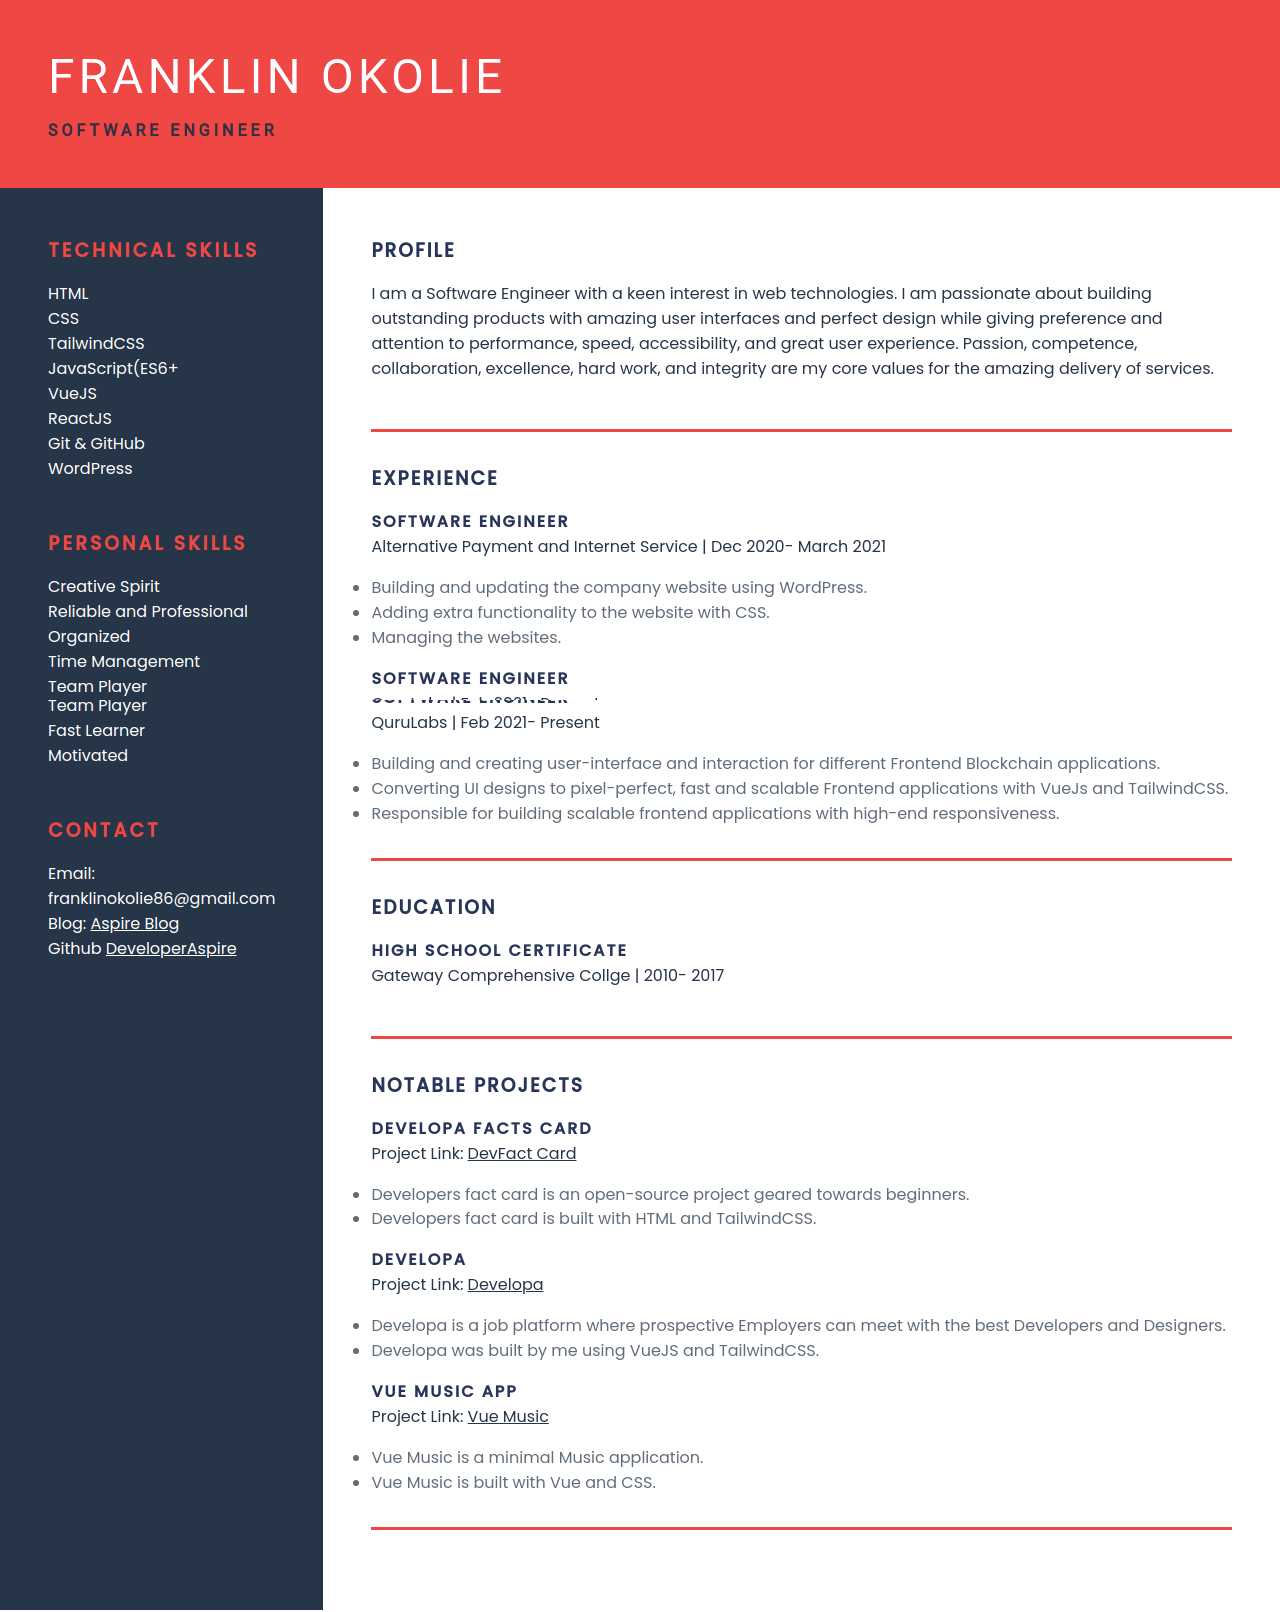 FRANKLIN OKOLIE
SOFTWARE ENGINEER
TECHNICAL SKILLS
HTML
CSS
TailwindCSS
JavaScript(ES6+
VueJS
ReactJS
Git & GitHub
WordPress
PERSONAL SKILLS
Creative Spirit
Reliable and Professional
Organized
Time Management
Team Player
Team Player
Fast Learner
Motivated
CONTACT
Email:
franklinokolie86@gmail.com
Blog: Aspire Blog
Github DeveloperAspire
PROFILE
I am a Software Engineer with a keen interest in web technologies. I am passionate about building
outstanding products with amazing user interfaces and perfect design while giving preference and
attention to performance, speed, accessibility, and great user experience. Passion, competence,
collaboration, excellence, hard work, and integrity are my core values for the amazing delivery of services.
EXPERIENCE
SOFTWARE ENGINEER
Alternative Payment and Internet Service | Dec 2020- March 2021
Building and updating the company website using WordPress.
Adding extra functionality to the website with CSS.
Managing the websites.
SOFTWARE ENGINEER
QuruLabs | Feb 2021- Present
Building and creating user-interface and interaction for different Frontend Blockchain applications.
Converting UI designs to pixel-perfect, fast and scalable Frontend applications with VueJs and TailwindCSS.
Responsible for building scalable frontend applications with high-end responsiveness.
EDUCATION
HIGH SCHOOL CERTIFICATE
Gateway Comprehensive Collge | 2010- 2017
NOTABLE PROJECTS
DEVELOPA FACTS CARD
Project Link: DevFact Card
Developers fact card is an open-source project geared towards beginners.
Developers fact card is built with HTML and TailwindCSS.
DEVELOPA
Project Link: Developa
Developa is a job platform where prospective Employers can meet with the best Developers and Designers.
Developa was built by me using VueJS and TailwindCSS.
VUE MUSIC APP
Project Link: Vue Music
Vue Music is a minimal Music application.
Vue Music is built with Vue and CSS.